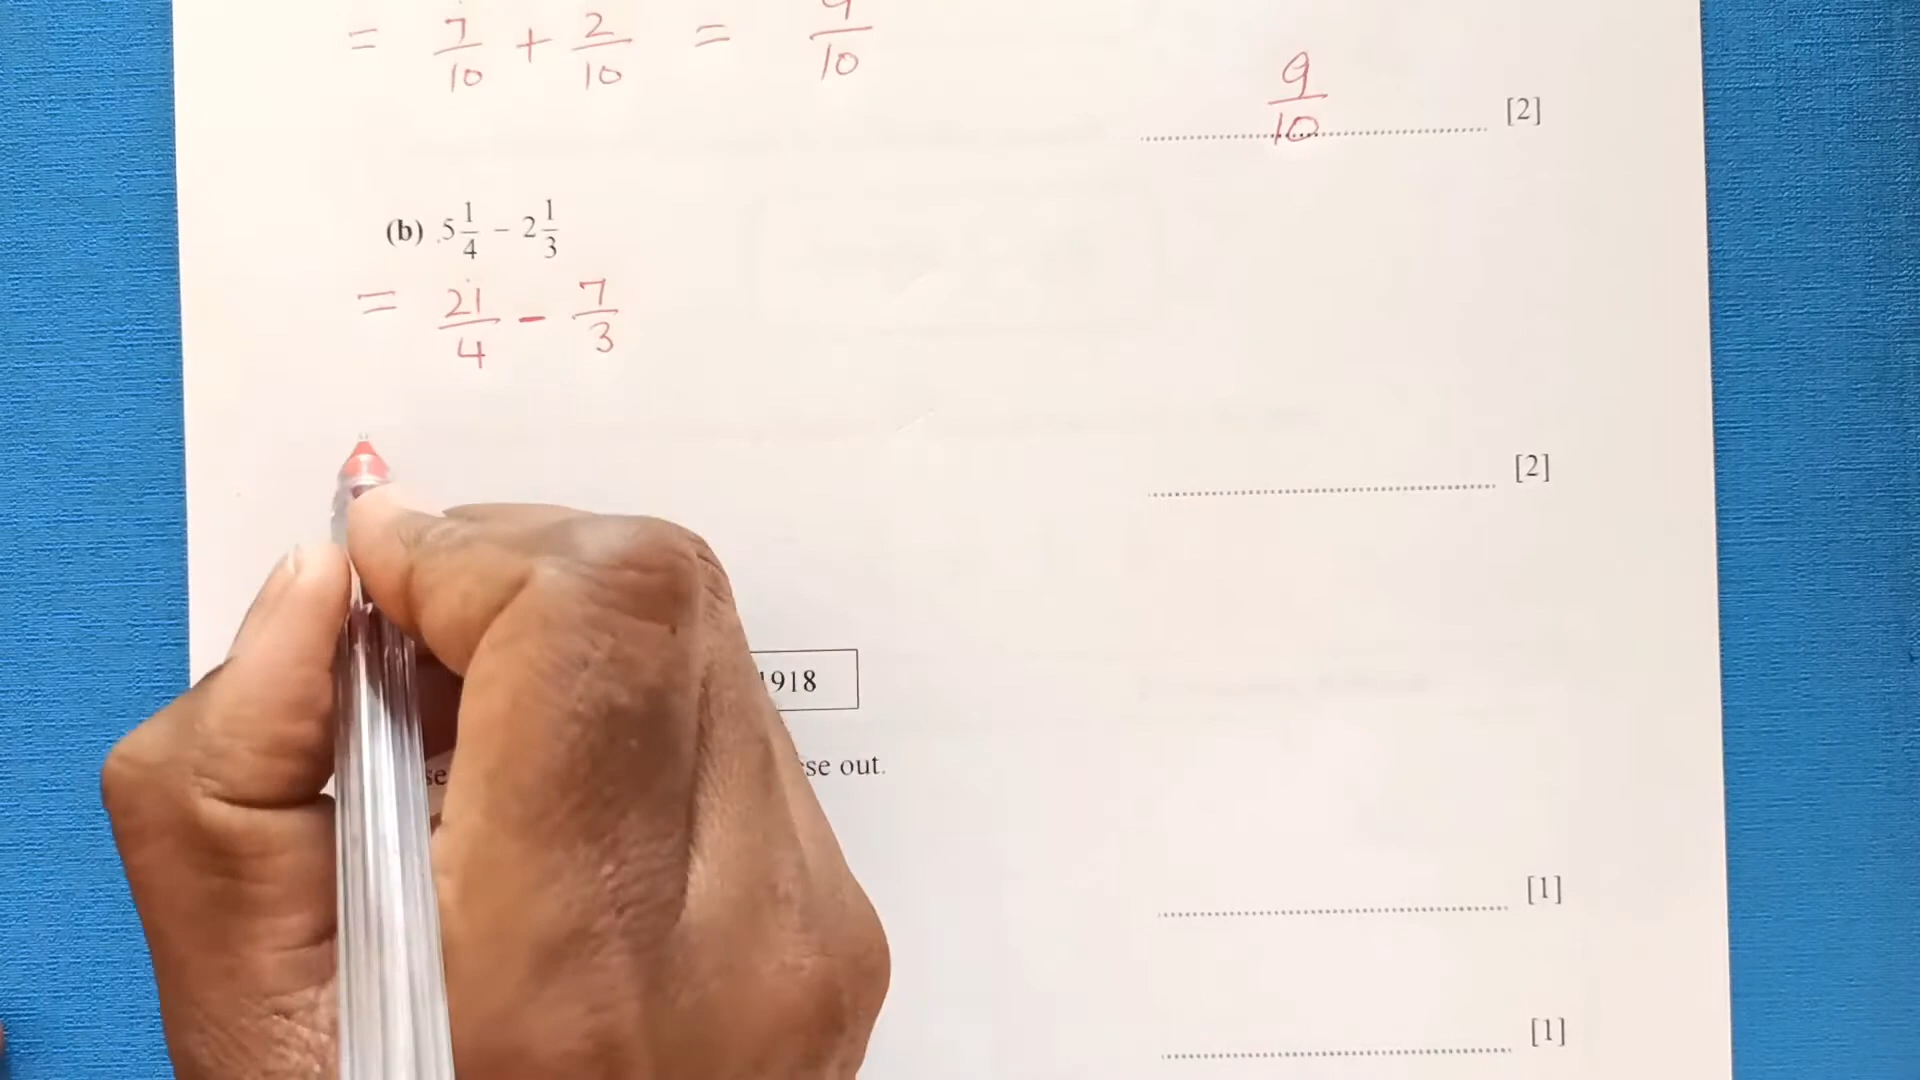 = 7/10 + 2/10 = 9/10
9/10 [2]
(b) 5 1/4 - 2 1/3
= 21/4 - 7/3
[2]
1918
se out.
[1]
[1]